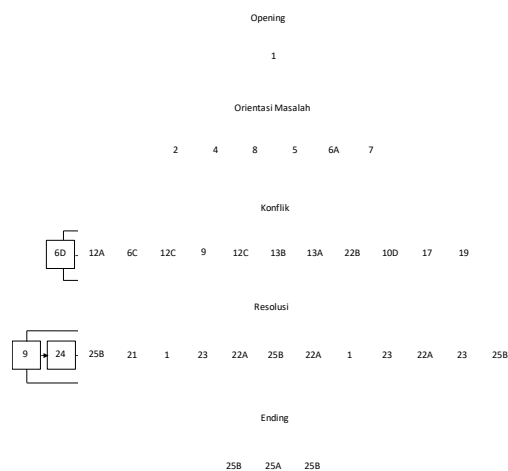 Opening
1
Orientasi Masalah
2 4 8 5 6A 7
Konflik
6D 12A 6C 12C 9 12C 13B 13A 22B 10D 17 19
Resolusi
9 24 25B 21 1 23 22A 25B 22A 1 23 22A 23 25B
Ending
25B 25A 25B